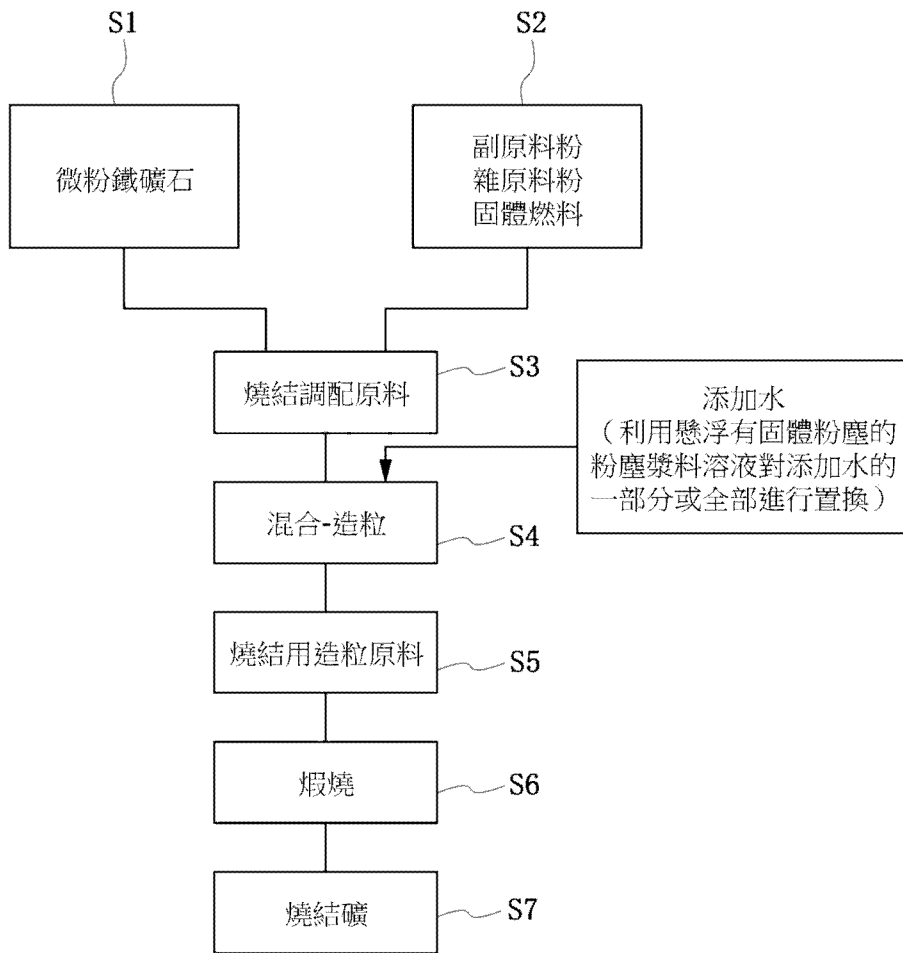 S1
S2
微粉鐵礦石
副原料粉
雜原料粉
固體燃料
S3
燒結調配原料
添加水
（利用懸浮有固體粉塵的
粉塵漿料溶液對添加水的
一部分或全部進行置換）
混合-造粒
S4
燒結用造粒原料
S5
煆燒
S6
燒結礦
S7